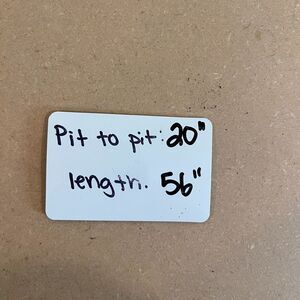 Pit to pit: 20"
length. 56"